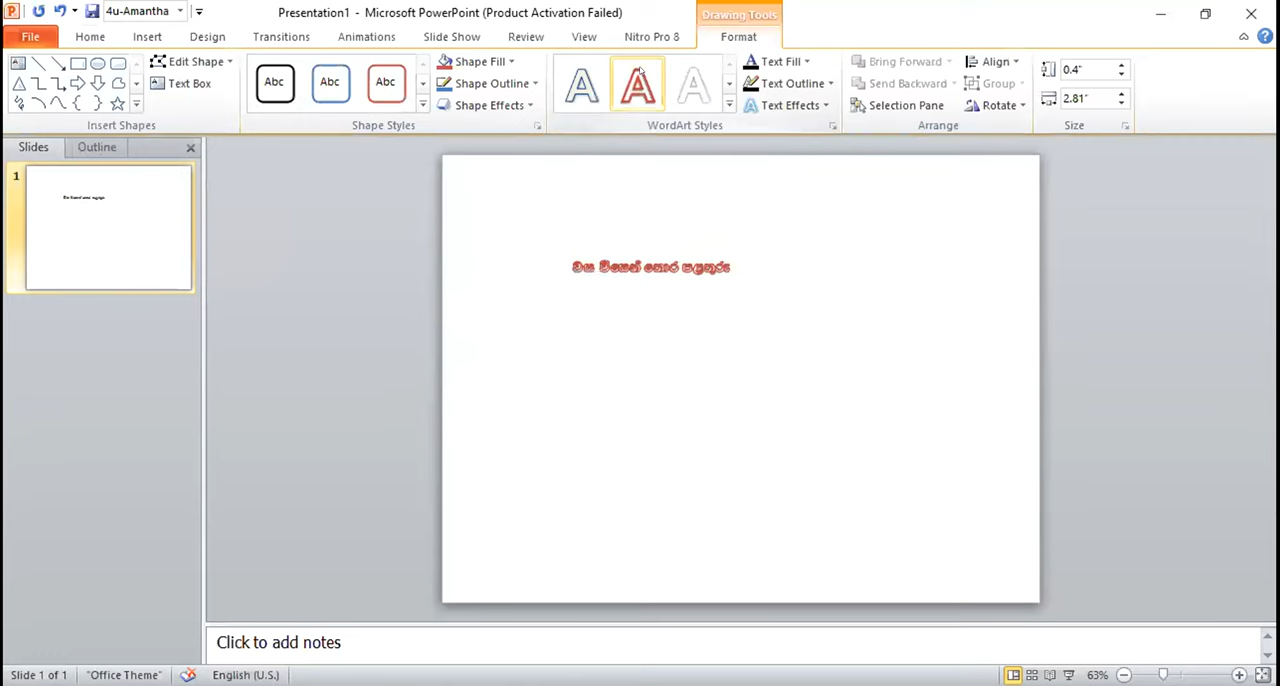 4u-Amantha
Presentation1 - Microsoft PowerPoint (Product Activation Failed)
Drawing Tools
File Home Insert Design Transitions Animations Slide Show Review View Nitro Pro 8 Format
Edit Shape
Text Box
Insert Shapes
Abc Abc Abc
Shape Fill
Shape Outline
Shape Effects
Shape Styles
A A A
Text Fill
Text Outline
Text Effects
WordArt Styles
Bring Forward
Send Backward
Selection Pane
Align
Group
Rotate
Arrange
0.4"
2.81"
Size
Slides Outline
1
වස විසෙන් තොර පළතුරු
Click to add notes
Slide 1 of 1 "Office Theme" English (U.S.) 63%